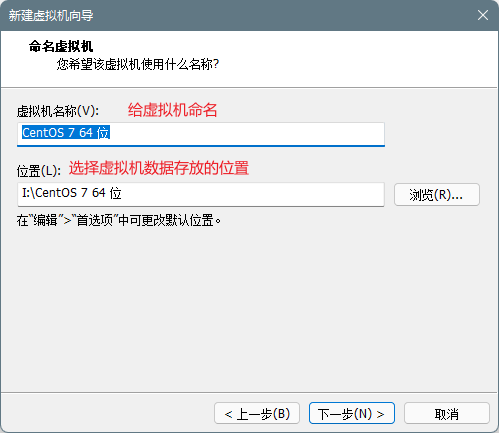 新建虚拟机向导
命名虚拟机
您希望该虚拟机使用什么名称?
虚拟机名称(V): 给虚拟机命名
CentOS 7 64 位
位置(L): 选择虚拟机数据存放的位置
I:\CentOS 7 64 位
浏览(R)...
在“编辑”>“首选项”中可更改默认位置。
< 上一步(B)
下一步(N) >
取消